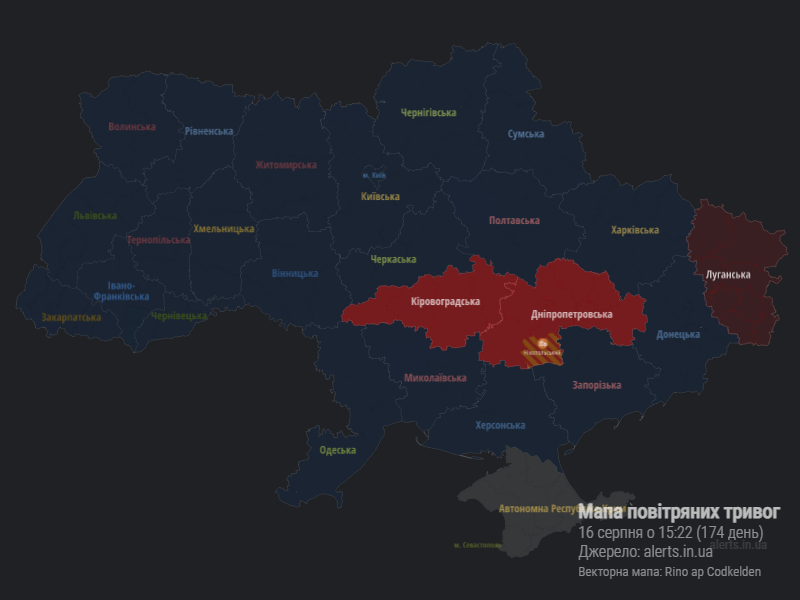 Чернігівська
Волинська
Рівненська
Сумська
Житомирська
м. Київ
Київська
Львівська
Полтавська
Хмельницька
Харківська
Тернопільська
Черкаська
Вінницька
Луганська
Івано-
Франківська
Кіровоградська
Закарпатська
Чернівецька
Дніпропетровська
Донецька
Нікопольський
Миколаївська
Запорізька
Херсонська
Одеська
Автономна
Мапа повітряних тривог
16 серпня о 15:22 (174 день)
м. Севастополь
alerts.in.ua
Джерело: alerts.in.ua
Векторна мапа: Rino ap Codkelden